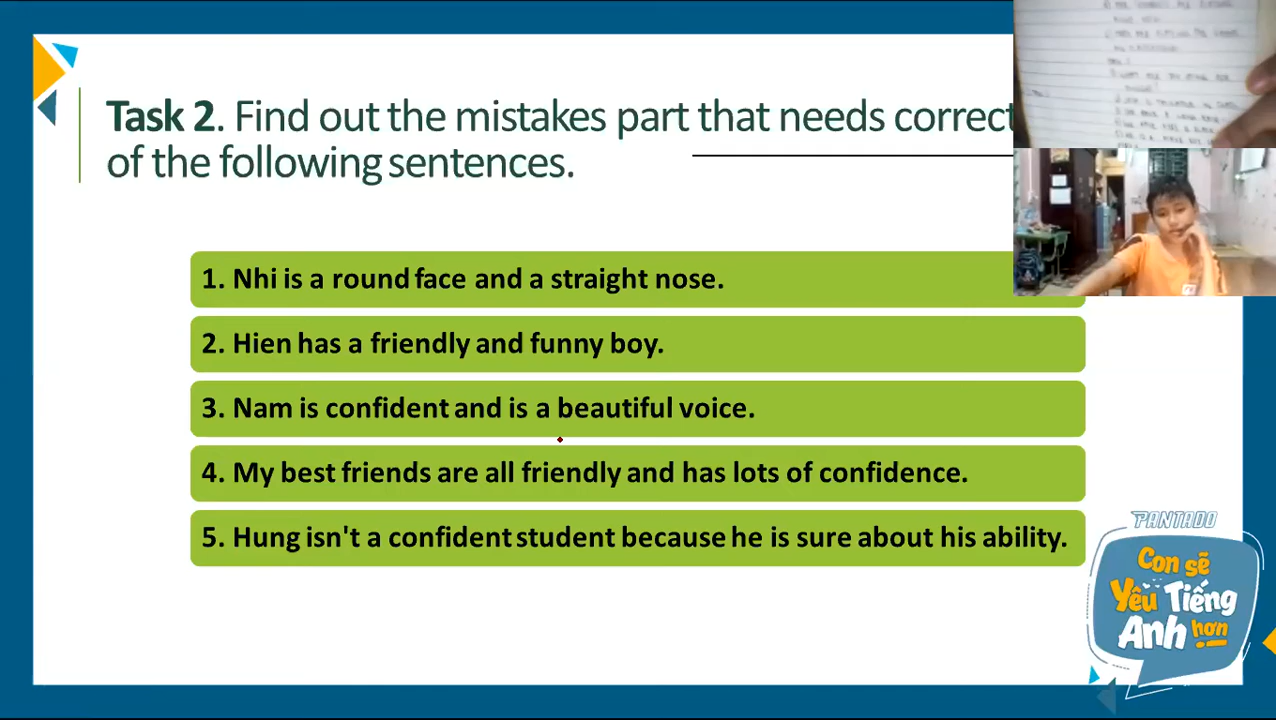 Task 2. Find out the mistakes part that needs correct
of the following sentences.
1. Nhi is a round face and a straight nose.
2. Hien has a friendly and funny boy.
3. Nam is confident and is a beautiful voice.
4. My best friends are all friendly and has lots of confidence.
5. Hung isn't a confident student because he is sure about his ability.
PANTADO
Con sẽ
Yêu Tiếng
Anh hơn